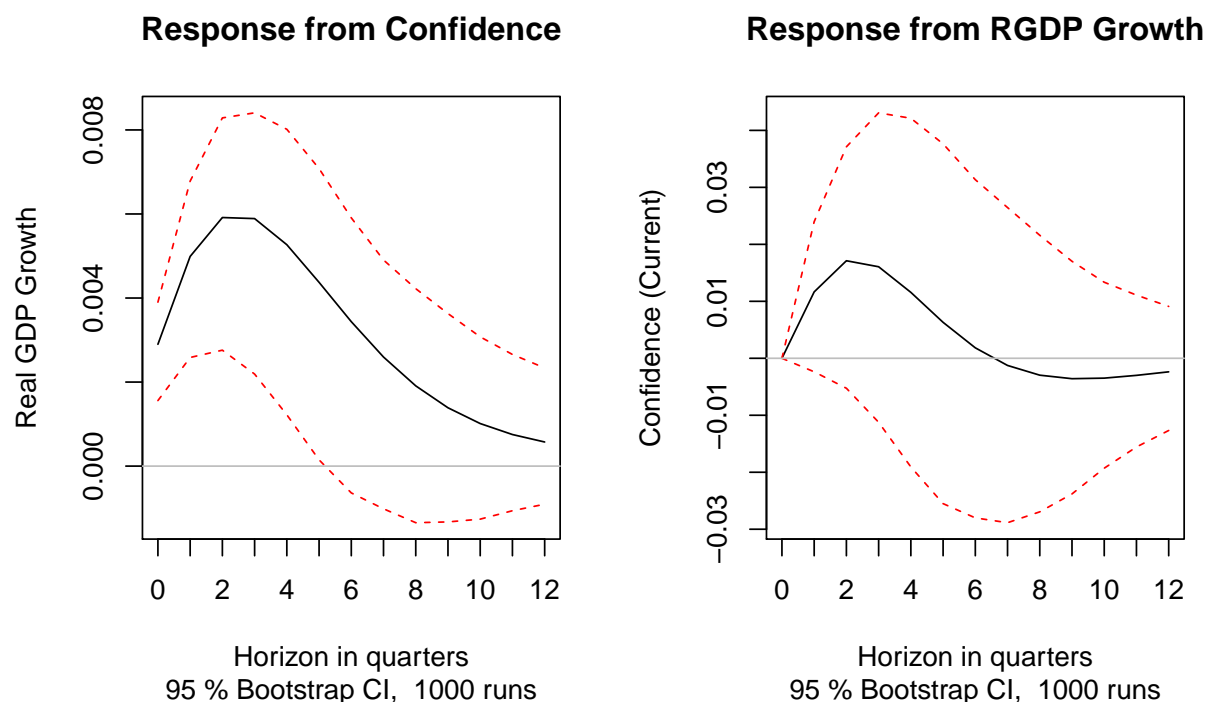 Response from Confidence
Real GDP Growth
0.008
0.004
0.000
0 2 4 6 8 10 12
Horizon in quarters
95 % Bootstrap CI, 1000 runs
Response from RGDP Growth
Confidence (Current)
0.03
0.01
−0.01
−0.03
0 2 4 6 8 10 12
Horizon in quarters
95 % Bootstrap CI, 1000 runs